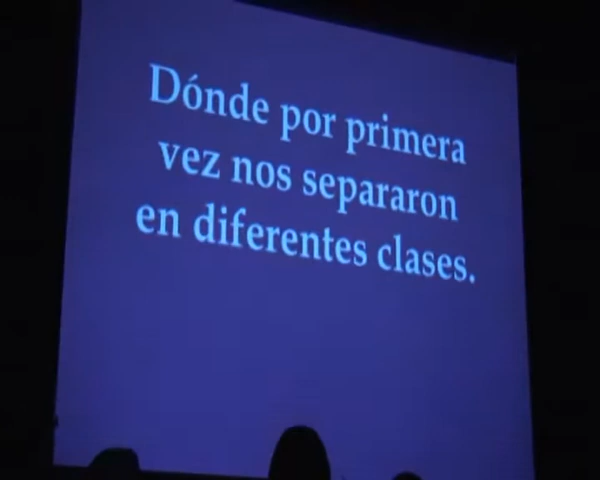 Dónde por primera
vez nos separaron
en diferentes clases.